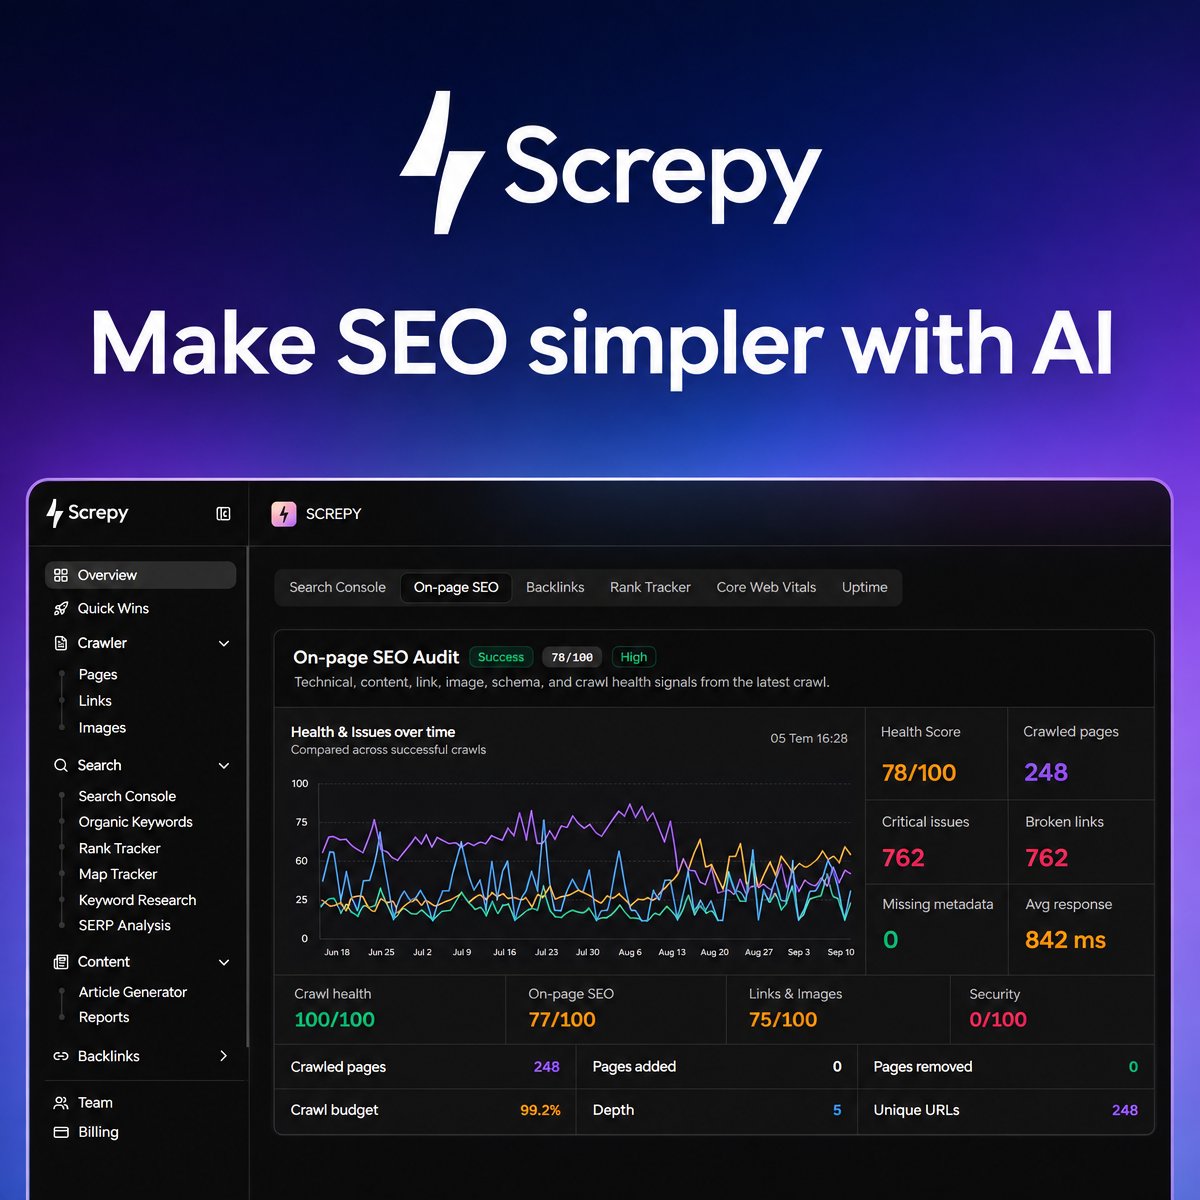 Screpy
Make SEO simpler with AI
Screpy
SCREPY
Overview
Quick Wins
Crawler
Pages
Links
Images
Search
Search Console
Organic Keywords
Rank Tracker
Map Tracker
Keyword Research
SERP Analysis
Content
Article Generator
Reports
Backlinks
Team
Billing
Search Console On-page SEO Backlinks Rank Tracker Core Web Vitals Uptime
On-page SEO Audit Success 78/100 High
Technical, content, link, image, schema, and crawl health signals from the latest crawl.
Health & Issues over time
Compared across successful crawls
05 Tem 16:28
100
75
60
25
0
Jun 18 Jun 25 Jul 2 Jul 9 Jul 16 Jul 23 Jul 30 Aug 6 Aug 13 Aug 20 Aug 27 Sep 3 Sep 10
Health Score
78/100
Crawled pages
248
Critical issues
762
Broken links
762
Missing metadata
0
Avg response
842 ms
Crawl health
100/100
On-page SEO
77/100
Links & Images
75/100
Security
0/100
Crawled pages 248
Pages added 0
Pages removed 0
Crawl budget 99.2%
Depth 5
Unique URLs 248